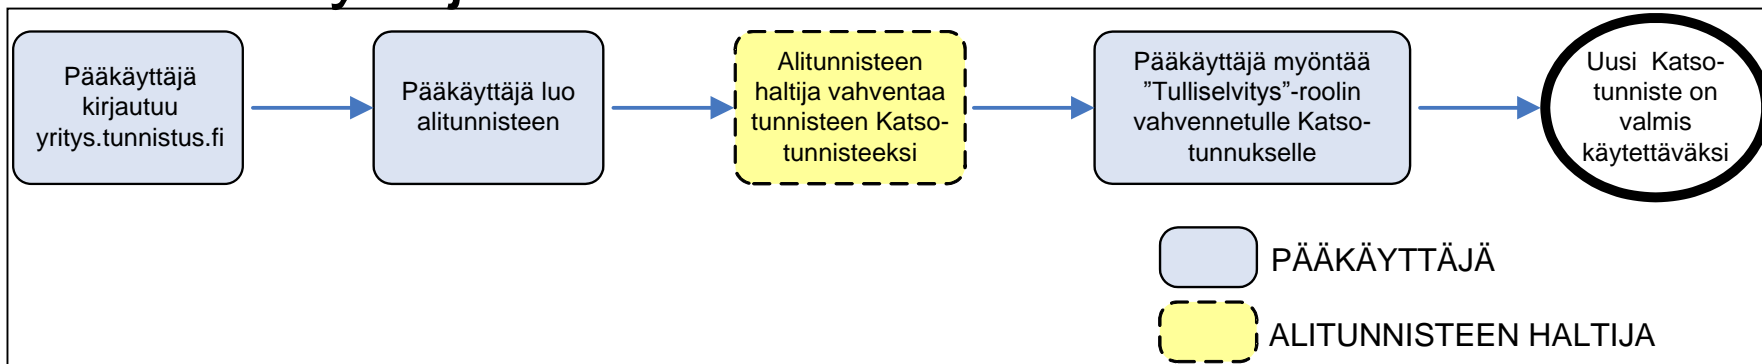 Pääkäyttäjä
kirjautuu
yritys.tunnistus.fi
Pääkäyttäjä luo
alitunnisteen
Alitunnisteen
haltija vahventaa
tunnisteen Katso-
tunnisteeksi
Pääkäyttäjä myöntää
”Tulliselvitys”-roolin
vahvennetulle Katso-
tunnukselle
Uusi Katso-
tunniste on
valmis
käytettäväksi
PÄÄKÄYTTÄJÄ
ALITUNNISTEEN HALTIJA